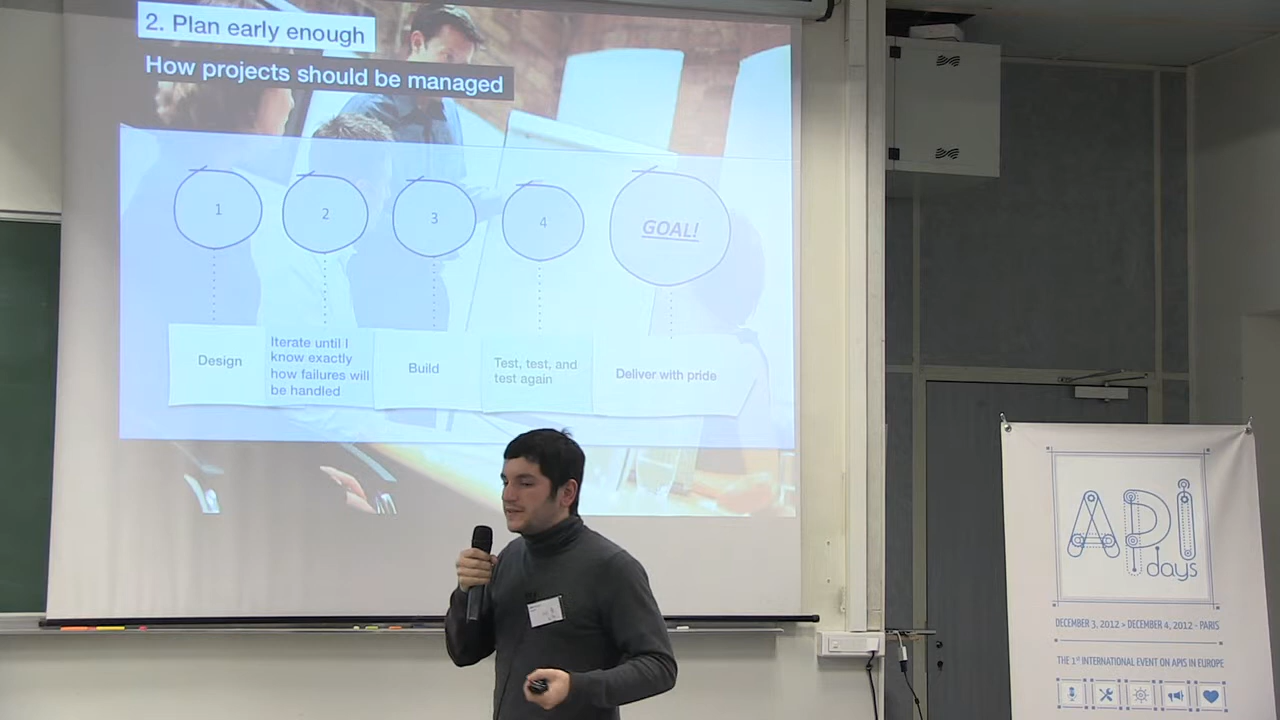 2. Plan early enough
How projects should be managed
1
2
3
4
GOAL!
Design
Iterate until I
know exactly
how failures will
be handled
Build
Test, test, and
test again
Deliver with pride
API
days
DECEMBER 3, 2012 > DECEMBER 4, 2012 - PARIS
THE 1st INTERNATIONAL EVENT ON APIS IN EUROPE